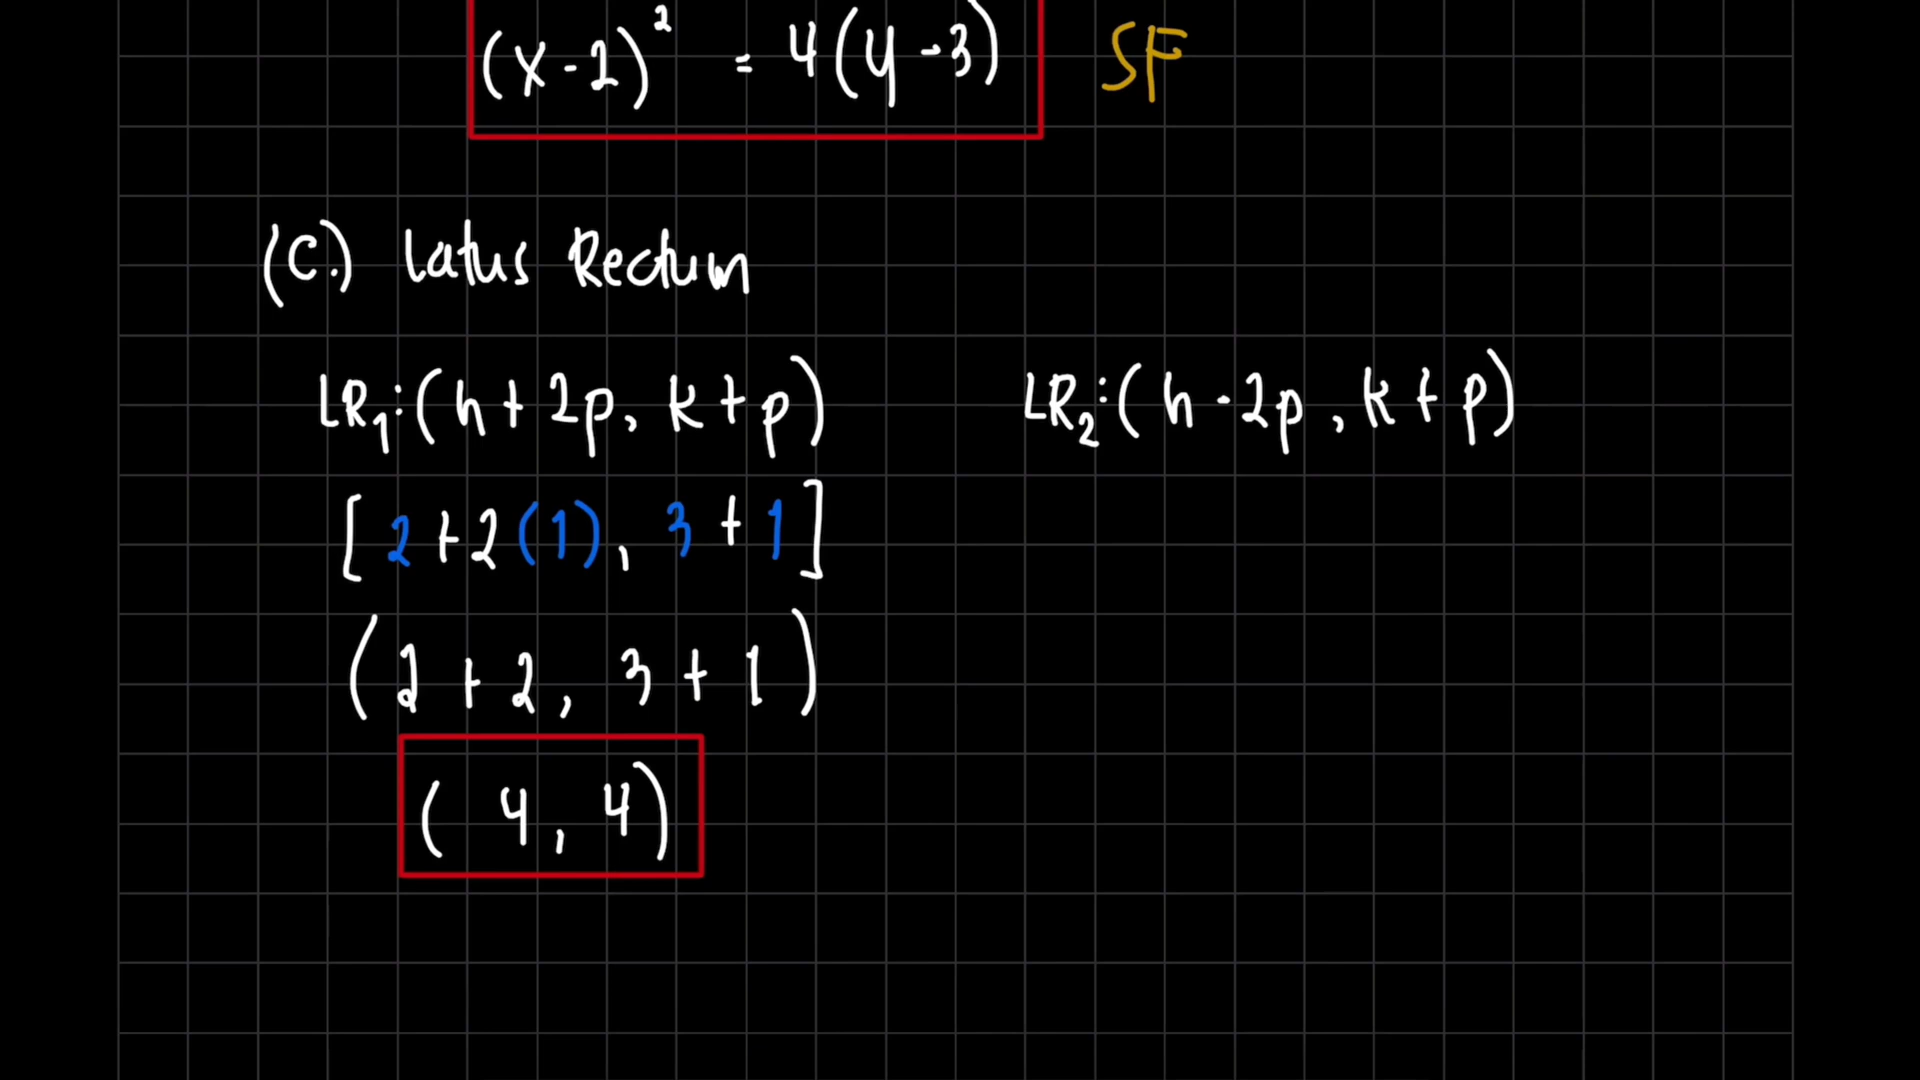 (x-2)² = 4(y-3) SF
(C.) Latus Rectum
LR₁:(h+2p, k+p) LR₂:(h-2p, k+p)
[2+2(1), 3+1]
(2+2, 3+1)
(4, 4)